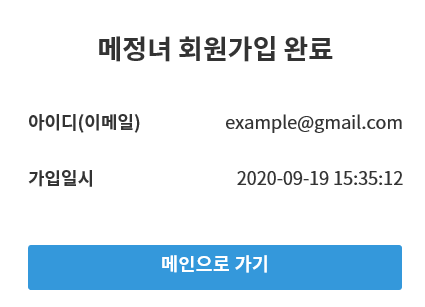 메정녀 회원가입 완료
아이디(이메일) example@gmail.com
가입일시 2020-09-19 15:35:12
메인으로 가기